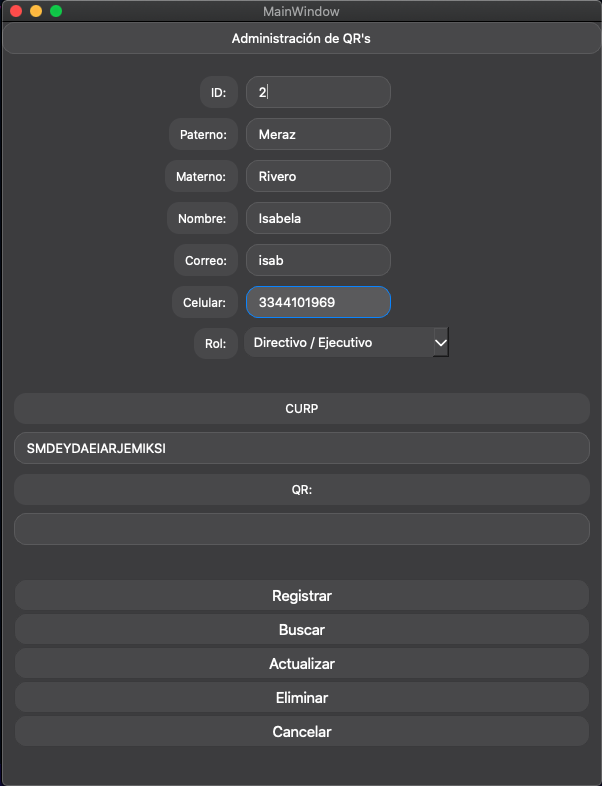 MainWindow
Administración de QR's
ID: 2
Paterno: Meraz
Materno: Rivero
Nombre: Isabela
Correo: isab
Celular: 3344101969
Rol: Directivo / Ejecutivo
CURP
SMDEYDAEIARJEMIKSI
QR:
Registrar
Buscar
Actualizar
Eliminar
Cancelar